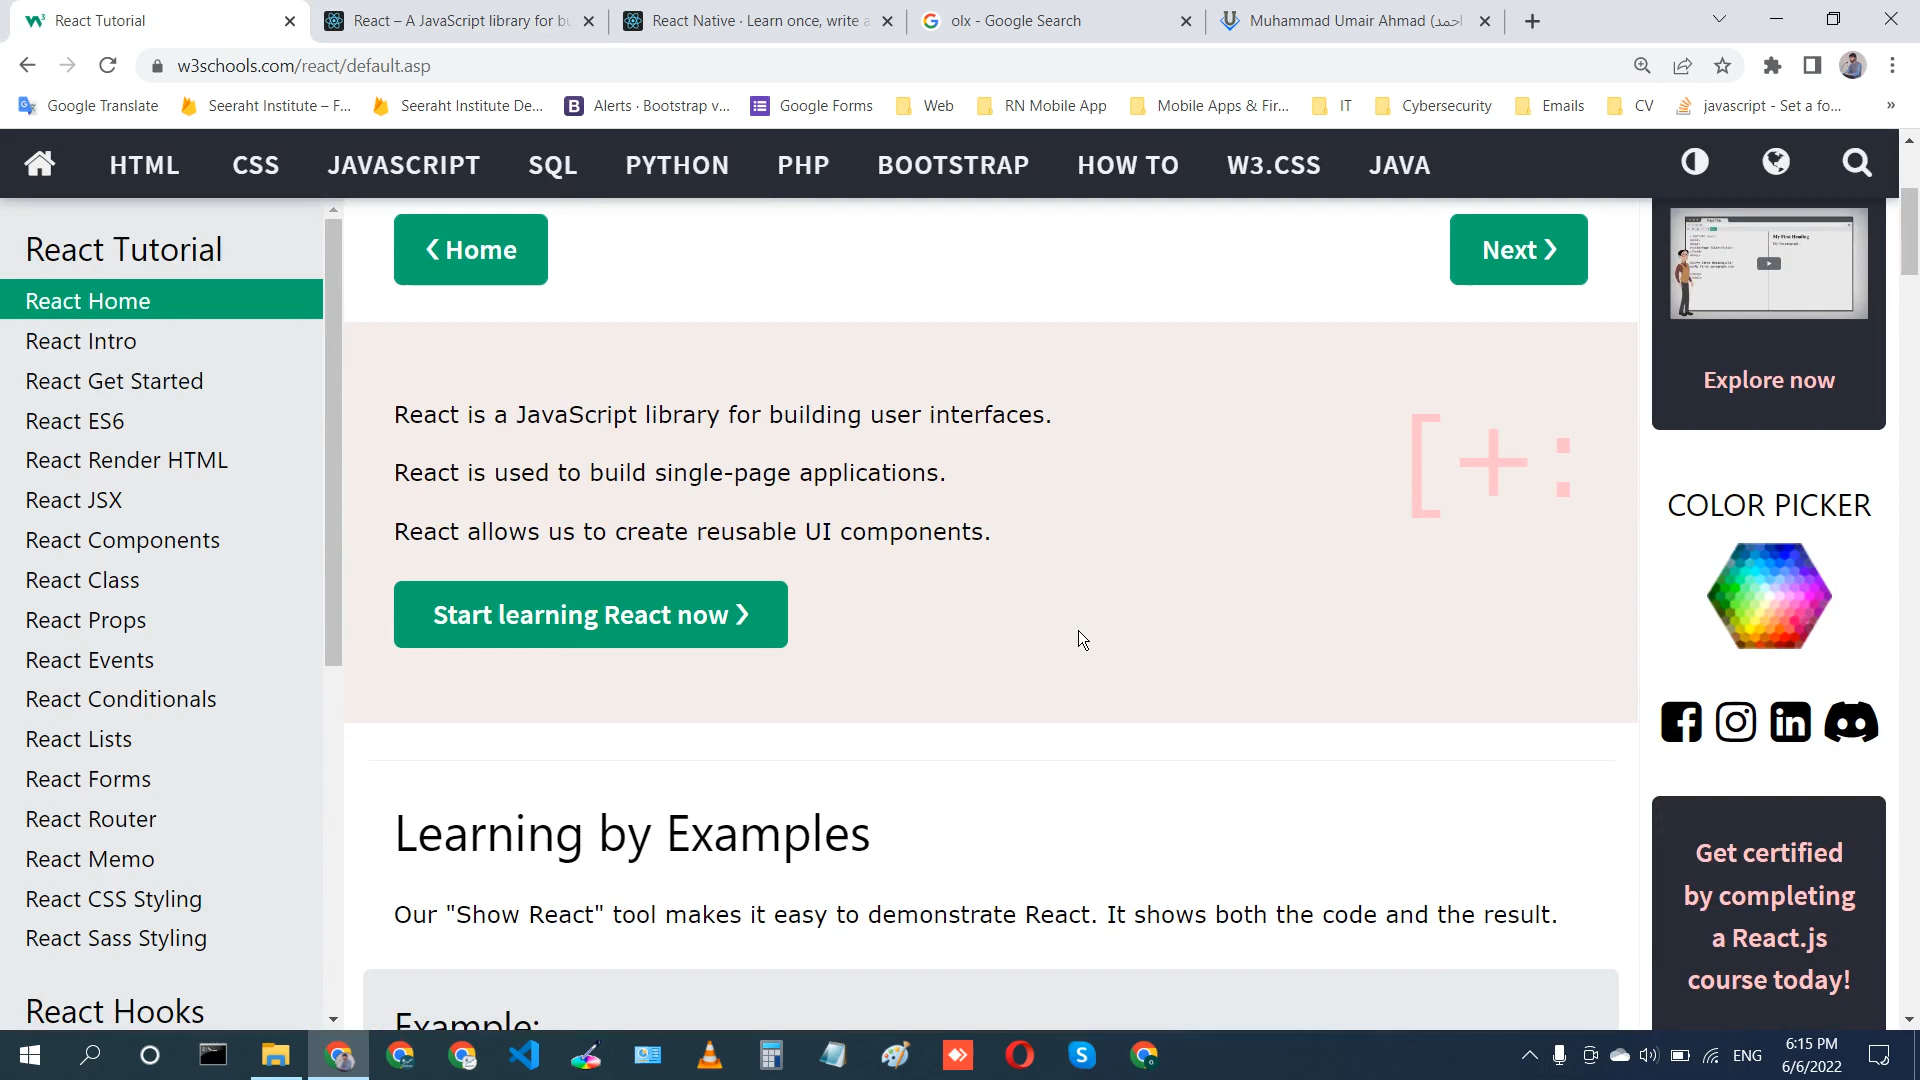 React Tutorial
React – A JavaScript library for bu
React Native · Learn once, write a
olx - Google Search
Muhammad Umair Ahmad (احمد
w3schools.com/react/default.asp
Google Translate
Seeraht Institute – F...
Seeraht Institute De...
Alerts · Bootstrap v...
Google Forms
Web
RN Mobile App
Mobile Apps & Fir...
IT
Cybersecurity
Emails
CV
javascript - Set a fo...
»
HTML
CSS
JAVASCRIPT
SQL
PYTHON
PHP
BOOTSTRAP
HOW TO
W3.CSS
JAVA
React Tutorial
React Home
React Intro
React Get Started
React ES6
React Render HTML
React JSX
React Components
React Class
React Props
React Events
React Conditionals
React Lists
React Forms
React Router
React Memo
React CSS Styling
React Sass Styling
React Hooks
❮ Home
Next ❯
React is a JavaScript library for building user interfaces.
React is used to build single-page applications.
React allows us to create reusable UI components.
[+:
Start learning React now ❯
Learning by Examples
Our "Show React" tool makes it easy to demonstrate React. It shows both the code and the result.
Example:
My First Heading
Explore now
COLOR PICKER
Get certified
by completing
a React.js
course today!
ENG
6:15 PM
6/6/2022